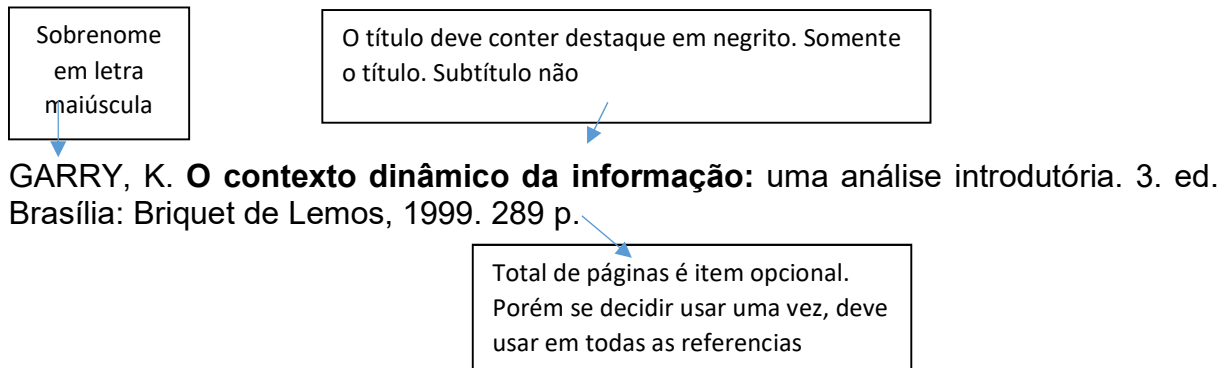 Sobrenome
em letra
maiúscula
O título deve conter destaque em negrito. Somente
o título. Subtítulo não
GARRY, K. O contexto dinâmico da informação: uma análise introdutória. 3. ed.
Brasília: Briquet de Lemos, 1999. 289 p.
Total de páginas é item opcional.
Porém se decidir usar uma vez, deve
usar em todas as referencias